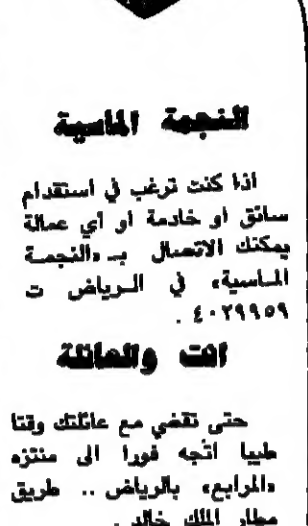 النجمة الماسية
اذا كنت ترغب في استقدام
سائق او خادمة او اي عمالة
يمكنك الاتصال بـ «النجمة
الماسية» في الرياض ت
٤٠٢٩٩٥٩ .
انت والعائلة
حتى تقضي مع عائلتك وقتا
طيبا اتجه فورا الى منتزه
«المرابع» بالرياض .. طريق
مطار الملك خالد .